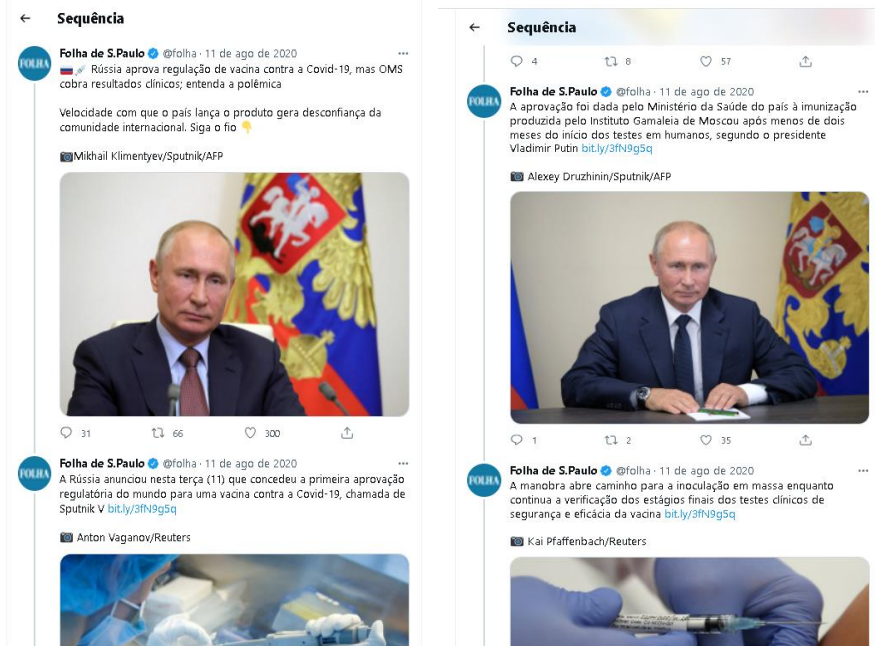 Sequência
Folha de S.Paulo @folha · 11 de ago de 2020
FOLHA
Rússia aprova regulação de vacina contra a Covid-19, mas OMS
cobra resultados clínicos; entenda a polêmica
Velocidade com que o país lança o produto gera desconfiança da
comunidade internacional. Siga o fio
Mikhail Klimentyev/Sputnik/AFP
31 66 300
Folha de S.Paulo @folha · 11 de ago de 2020
FOLHA
A Rússia anunciou nesta terça (11) que concedeu a primeira aprovação
regulatória do mundo para uma vacina contra a Covid-19, chamada de
Sputnik V bit.ly/3fN9g5q
Anton Vaganov/Reuters
Sequência
4 8 57
Folha de S.Paulo @folha · 11 de ago de 2020
FOLHA
A aprovação foi dada pelo Ministério da Saúde do país à imunização
produzida pelo Instituto Gamaleia de Moscou após menos de dois
meses do início dos testes em humanos, segundo o presidente
Vladimir Putin bit.ly/3fN9g5q
Alexey Druzhinin/Sputnik/AFP
1 2 35
Folha de S.Paulo @folha · 11 de ago de 2020
FOLHA
A manobra abre caminho para a inoculação em massa enquanto
continua a verificação dos estágios finais dos testes clínicos de
segurança e eficácia da vacina bit.ly/3fN9g5q
Kai Pfaffenbach/Reuters